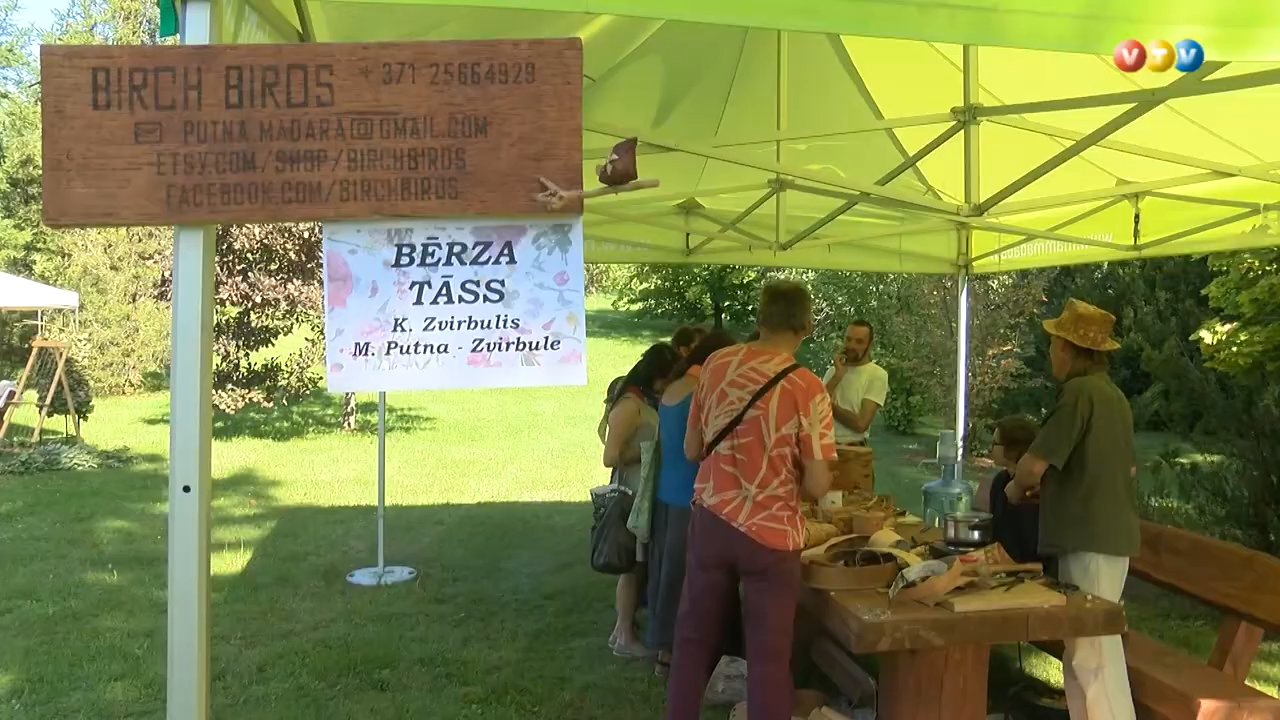 BIRCH BIRDS +371 25664929
PUTNA.MADARA@GMAIL.COM
ETSY.COM/SHOP/BIRCHBIRDS
FACEBOOK.COM/BIRCHBIRDS
BĒRZA
TĀSS
K. Zvirbulis
M. Putna - Zvirbule
VTV